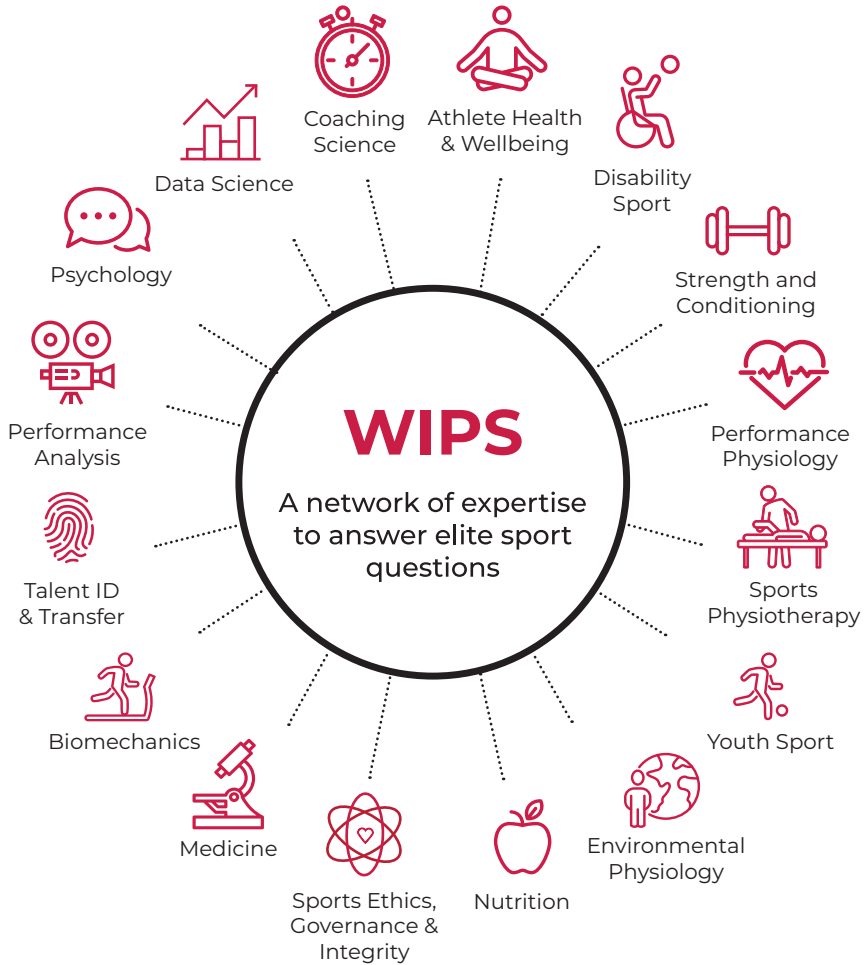 Coaching
Science
Athlete Health
& Wellbeing
Disability
Sport
Data Science
Strength and
Conditioning
Psychology
Performance
Physiology
Performance
Analysis
WIPS
A network of expertise
to answer elite sport
questions
Talent ID
& Transfer
Sports
Physiotherapy
Biomechanics
Youth Sport
Medicine
Environmental
Physiology
Sports Ethics,
Governance &
Integrity
Nutrition